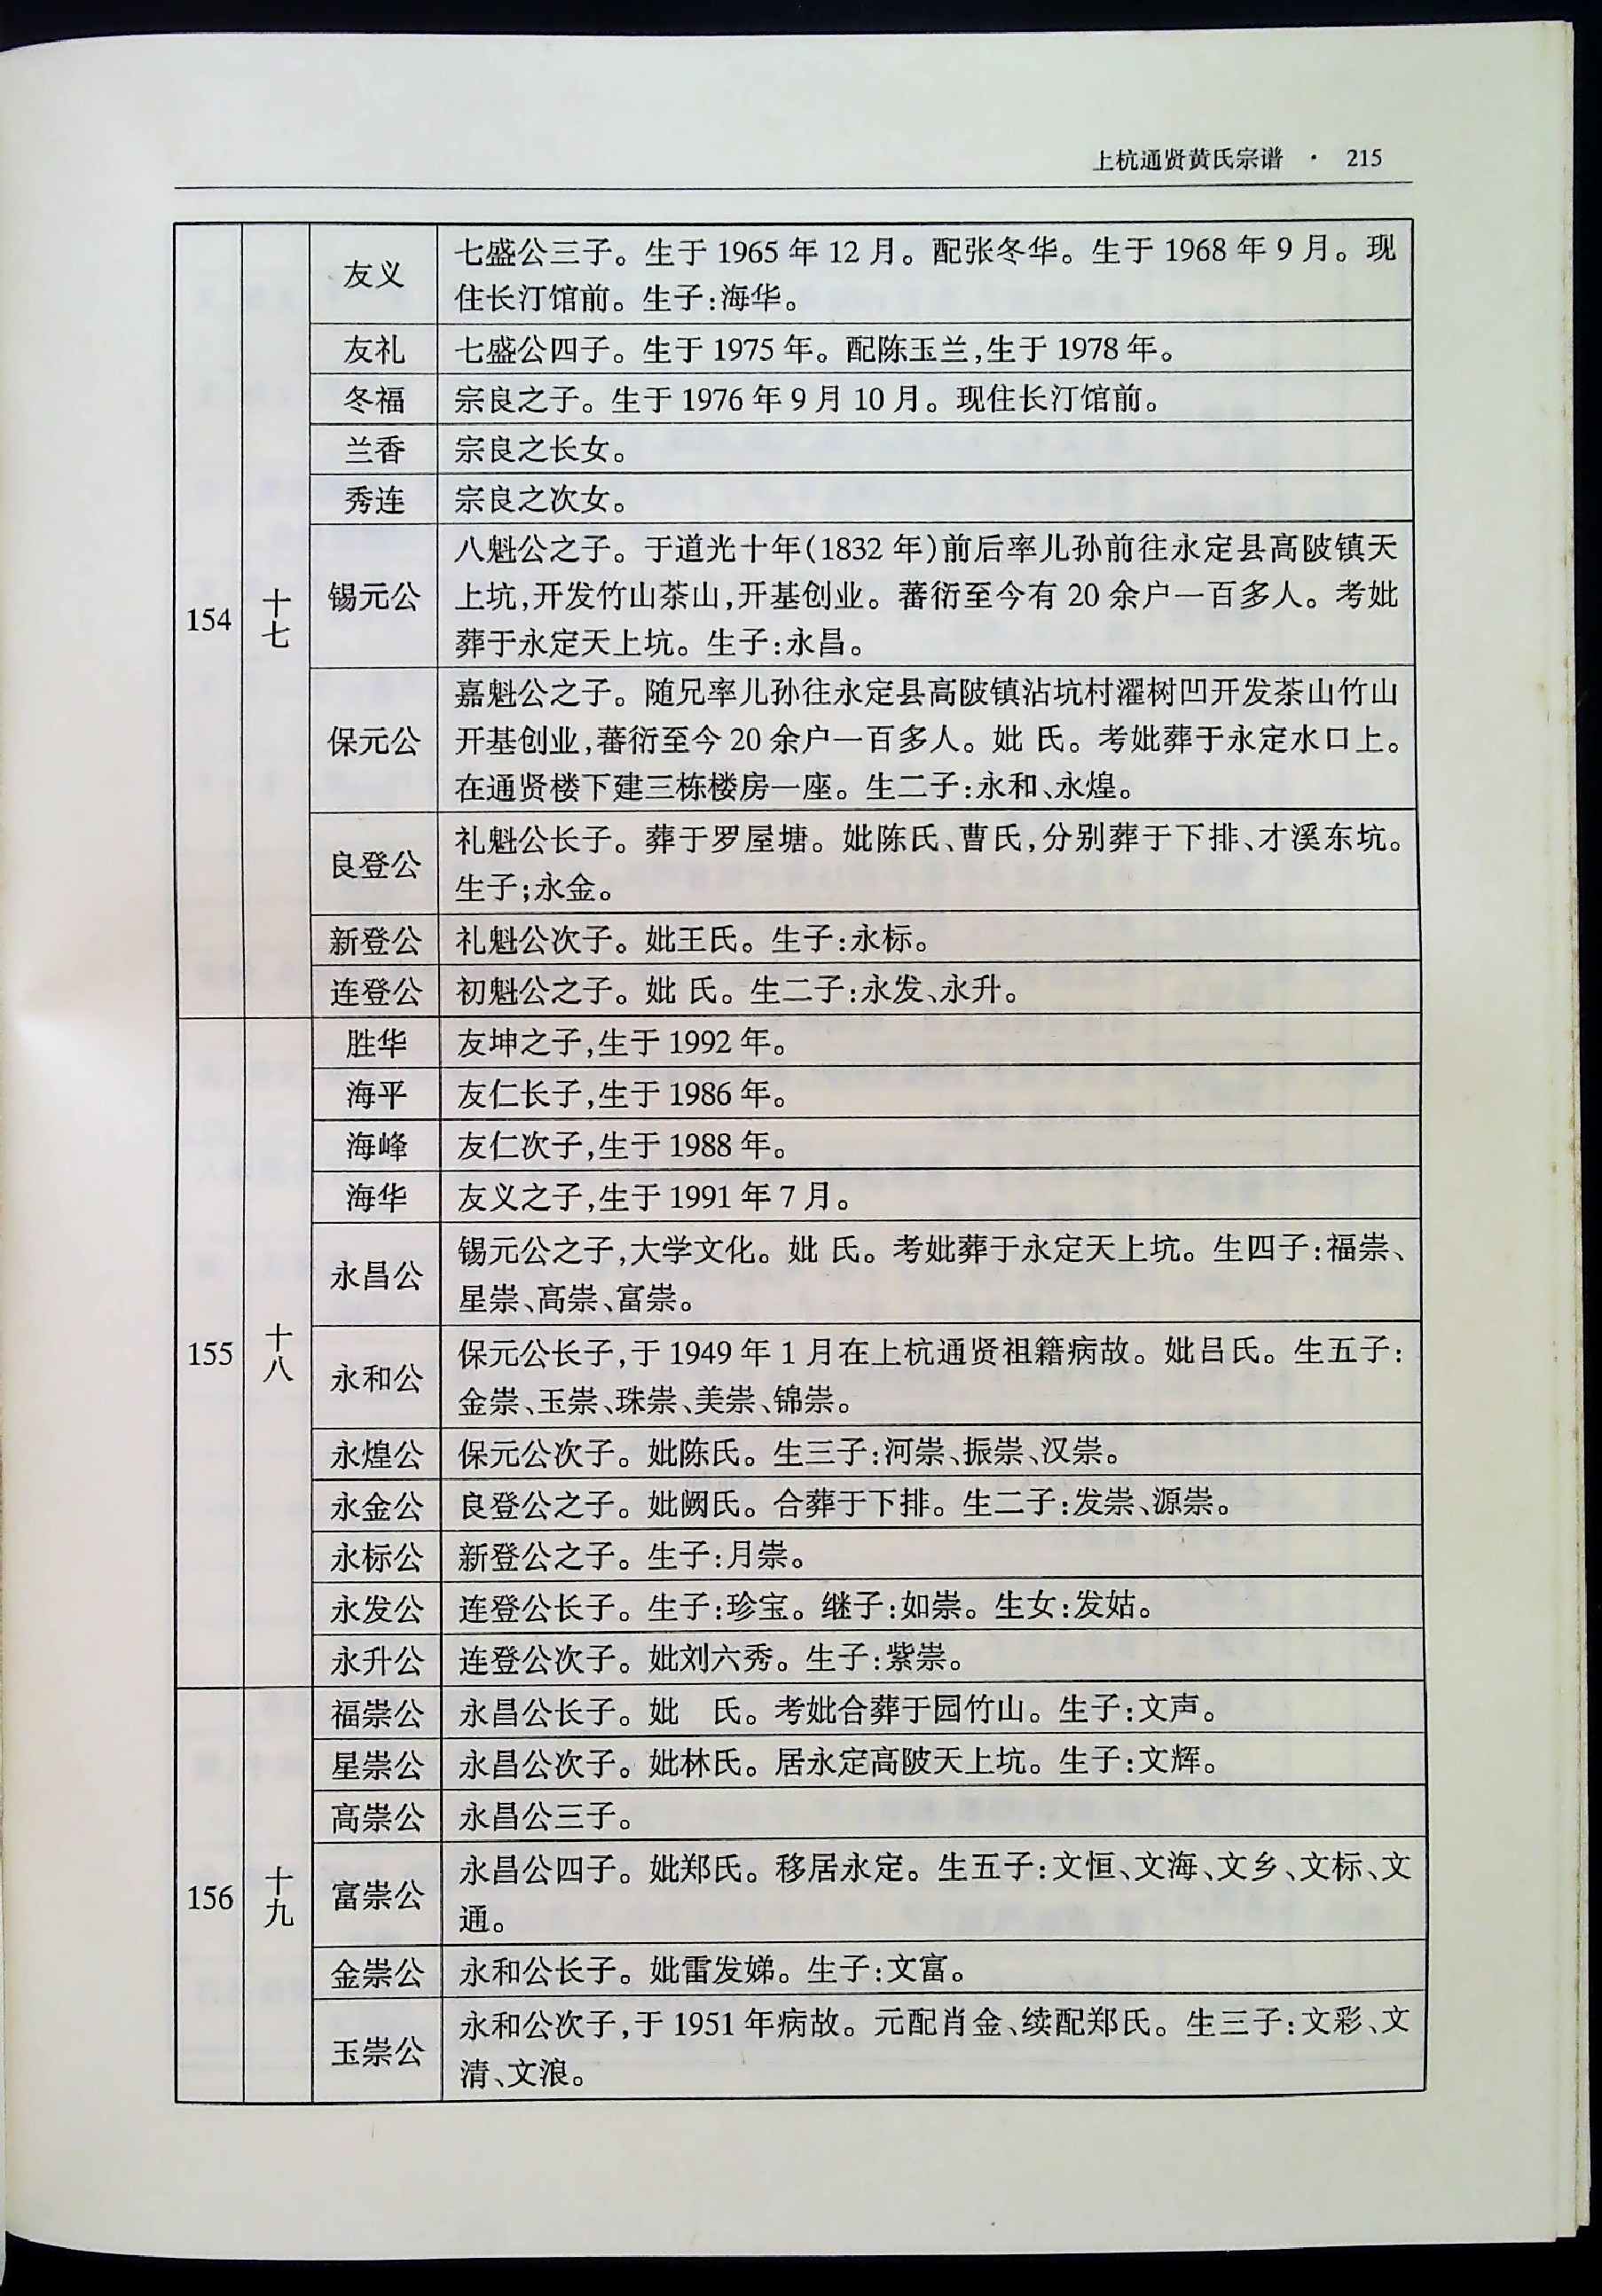 上杭通贤黄氏宗谱 · 215
154
十七
友义
七盛公三子。生于 1965 年 12 月。配张冬华。生于 1968 年 9 月。现
住长汀馆前。生子:海华。
友礼
七盛公四子。生于 1975 年。配陈玉兰,生于 1978 年。
冬福
宗良之子。生于 1976 年 9 月 10 月。现住长汀馆前。
兰香
宗良之长女。
秀连
宗良之次女。
锡元公
八魁公之子。于道光十年(1832 年)前后率儿孙前往永定县高陂镇天
上坑,开发竹山茶山,开基创业。蕃衍至今有 20 余户一百多人。考妣
葬于永定天上坑。生子:永昌。
保元公
嘉魁公之子。随兄率儿孙往永定县高陂镇沾坑村濯树凹开发茶山竹山
开基创业,蕃衍至今 20 余户一百多人。妣 氏。考妣葬于永定水口上。
在通贤楼下建三栋楼房一座。生二子:永和、永煌。
良登公
礼魁公长子。葬于罗屋塘。妣陈氏、曹氏,分别葬于下排、才溪东坑。
生子;永金。
新登公
礼魁公次子。妣王氏。生子:永标。
连登公
初魁公之子。妣 氏。生二子:永发、永升。
155
十八
胜华
友坤之子,生于 1992 年。
海平
友仁长子,生于 1986 年。
海峰
友仁次子,生于 1988 年。
海华
友义之子,生于 1991 年 7 月。
永昌公
锡元公之子,大学文化。妣 氏。考妣葬于永定天上坑。生四子:福崇、
星崇、高崇、富崇。
永和公
保元公长子,于 1949 年 1 月在上杭通贤祖籍病故。妣吕氏。生五子:
金崇、玉崇、珠崇、美崇、锦崇。
永煌公
保元公次子。妣陈氏。生三子:河崇、振崇、汉崇。
永金公
良登公之子。妣阙氏。合葬于下排。生二子:发崇、源崇。
永标公
新登公之子。生子:月崇。
永发公
连登公长子。生子:珍宝。继子:如崇。生女:发姑。
永升公
连登公次子。妣刘六秀。生子:紫崇。
156
十九
福崇公
永昌公长子。妣 氏。考妣合葬于园竹山。生子:文声。
星崇公
永昌公次子。妣林氏。居永定高陂天上坑。生子:文辉。
高崇公
永昌公三子。
富崇公
永昌公四子。妣郑氏。移居永定。生五子:文恒、文海、文乡、文标、文
通。
金崇公
永和公长子。妣雷发娣。生子:文富。
玉崇公
永和公次子,于 1951 年病故。元配肖金、续配郑氏。生三子:文彩、文
清、文浪。